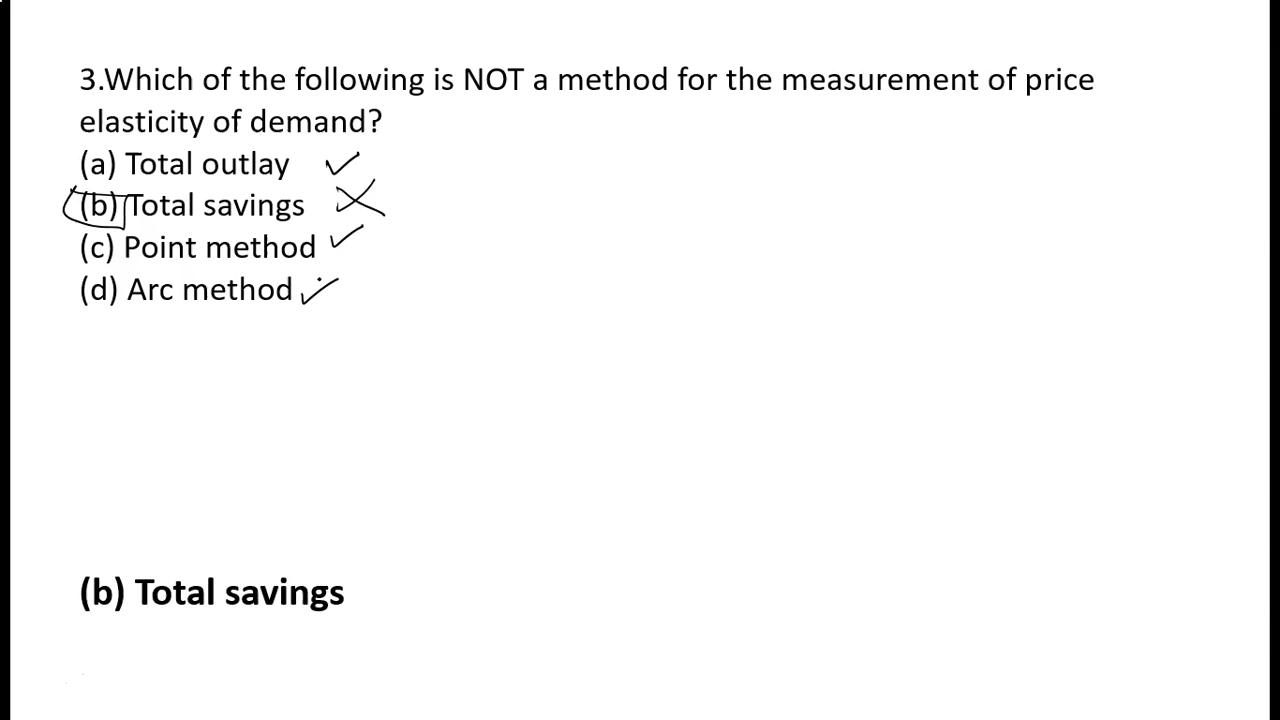 3.Which of the following is NOT a method for the measurement of price
elasticity of demand?
(a) Total outlay
(b) Total savings
(c) Point method
(d) Arc method
(b) Total savings